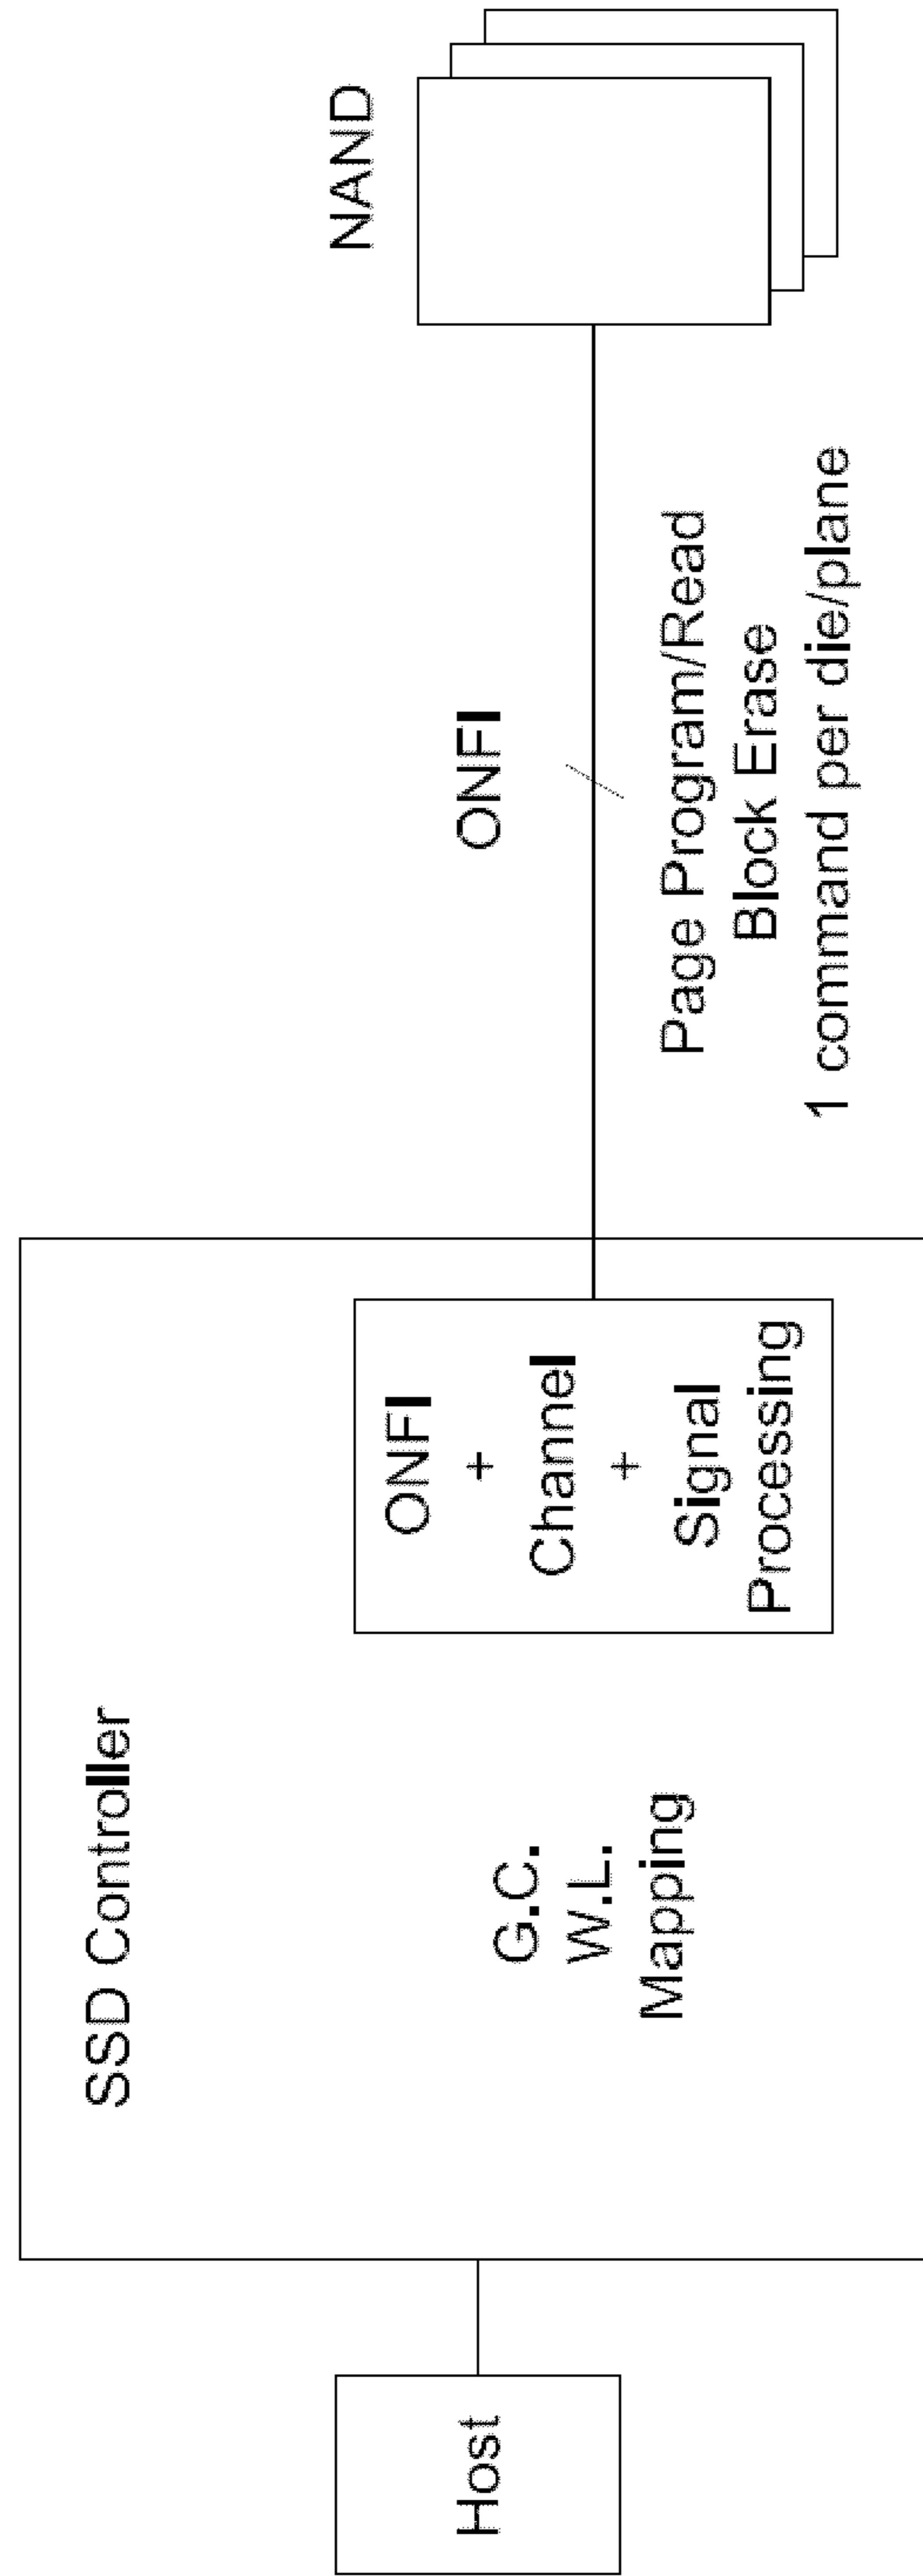 SSD Controller
Host
G.C.
W.L.
Mapping
ONFI
+
Channel
+
Signal
Processing
ONFI
Page Program/Read
Block Erase
1 command per die/plane
NAND